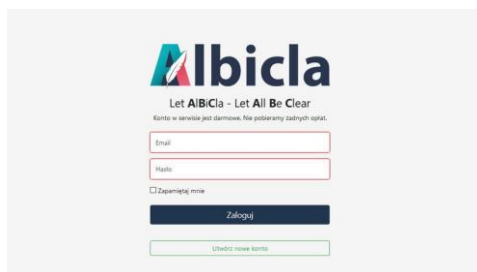 Albicla
Let AlBiCla - Let All Be Clear
Konto w serwisie jest darmowe. Nie pobieramy żadnych opłat.
Email
Hasło
Zapamiętaj mnie
Zaloguj
Utwórz nowe konto